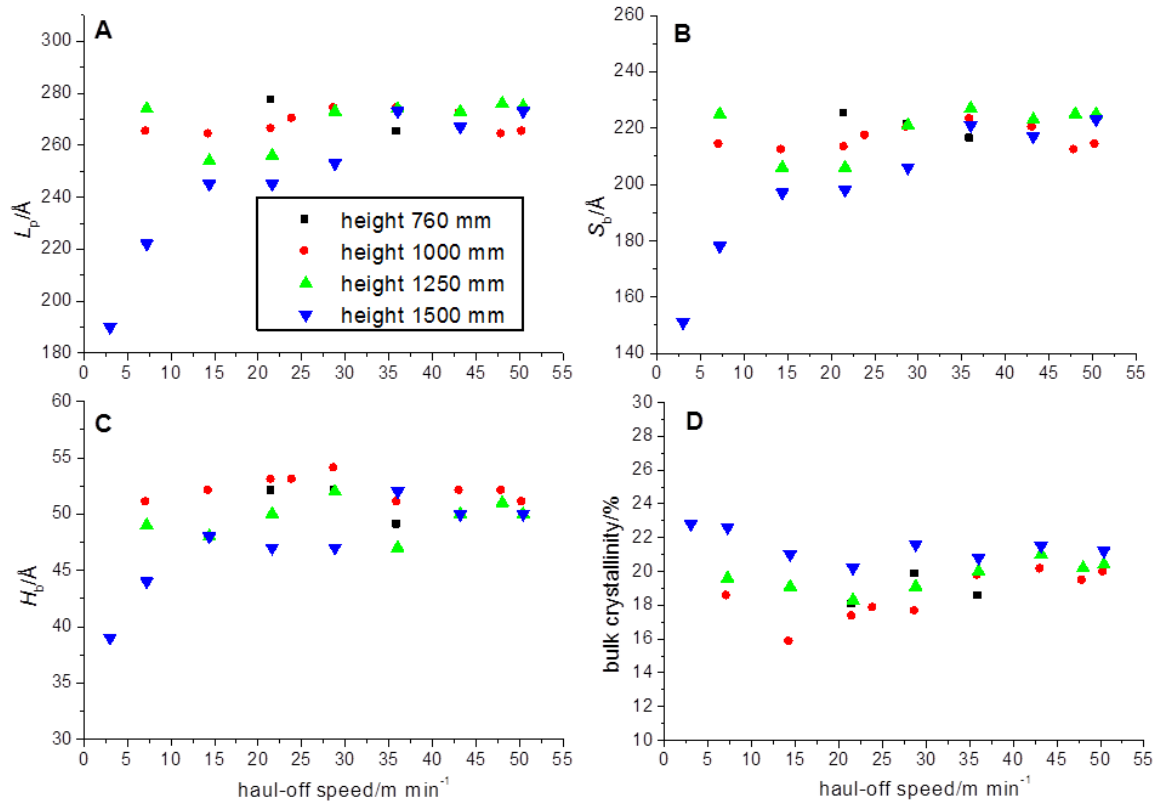 A
300
280
260
240
220
200
180
Lp/Å
0 5 10 15 20 25 30 35 40 45 50 55
height 760 mm
height 1000 mm
height 1250 mm
height 1500 mm
B
260
240
220
200
180
160
140
Sb/Å
0 5 10 15 20 25 30 35 40 45 50 55
C
60
55
50
45
40
35
30
Hb/Å
0 5 10 15 20 25 30 35 40 45 50 55
haul-off speed/m min⁻¹
D
30
28
26
24
22
20
18
16
14
12
10
bulk crystallinity/%
0 5 10 15 20 25 30 35 40 45 50 55
haul-off speed/m min⁻¹